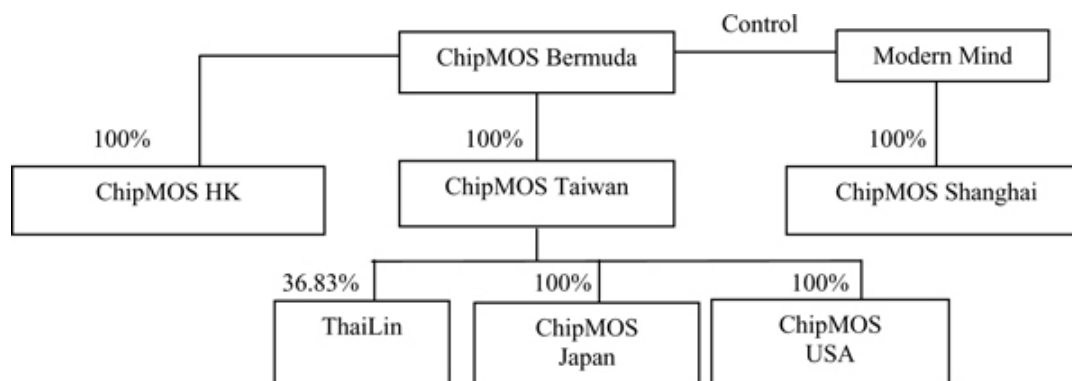 Control
ChipMOS Bermuda
Modern Mind
100%
100%
100%
ChipMOS HK
ChipMOS Taiwan
ChipMOS Shanghai
36.83%
100%
100%
ThaiLin
ChipMOS
Japan
ChipMOS
USA